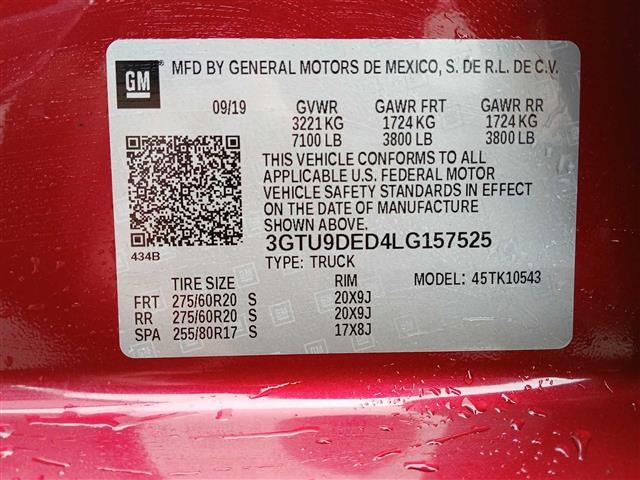 GM
MFD BY GENERAL MOTORS DE MEXICO, S. DE R.L. DE C.V.
09/19 GVWR GAWR FRT GAWR RR
3221 KG 1724 KG 1724 KG
7100 LB 3800 LB 3800 LB
THIS VEHICLE CONFORMS TO ALL
APPLICABLE U.S. FEDERAL MOTOR
VEHICLE SAFETY STANDARDS IN EFFECT
ON THE DATE OF MANUFACTURE
SHOWN ABOVE.
434B
3GTU9DED4LG157525
TYPE: TRUCK MODEL: 45TK10543
TIRE SIZE RIM
FRT 275/60R20 S 20X9J
RR 275/60R20 S 20X9J
SPA 255/80R17 S 17X8J